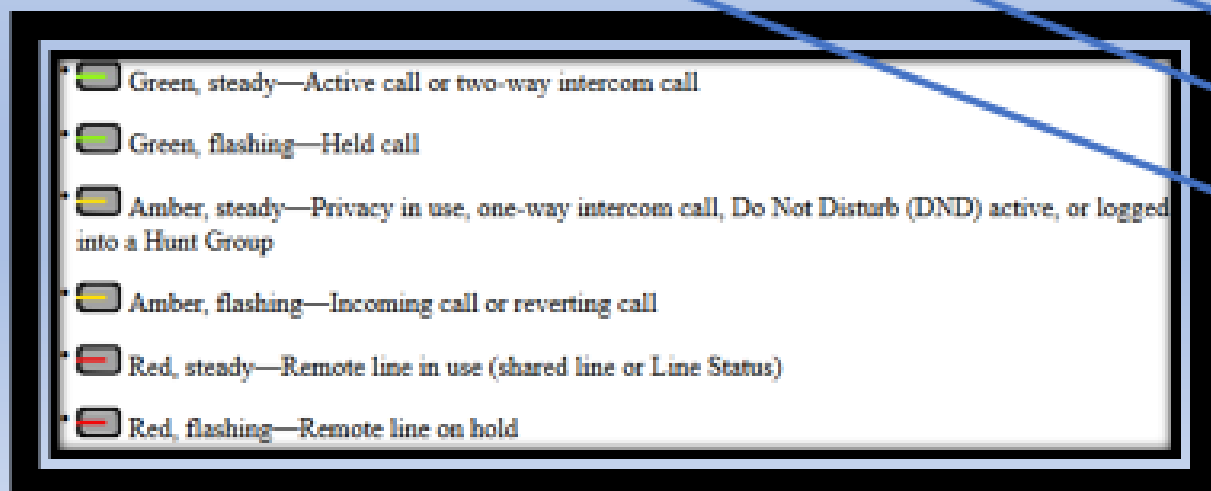 Green, steady—Active call or two-way intercom call
Green, flashing—Held call
Amber, steady—Privacy in use, one-way intercom call, Do Not Disturb (DND) active, or logged
into a Hunt Group
Amber, flashing—Incoming call or reverting call
Red, steady—Remote line in use (shared line or Line Status)
Red, flashing—Remote line on hold